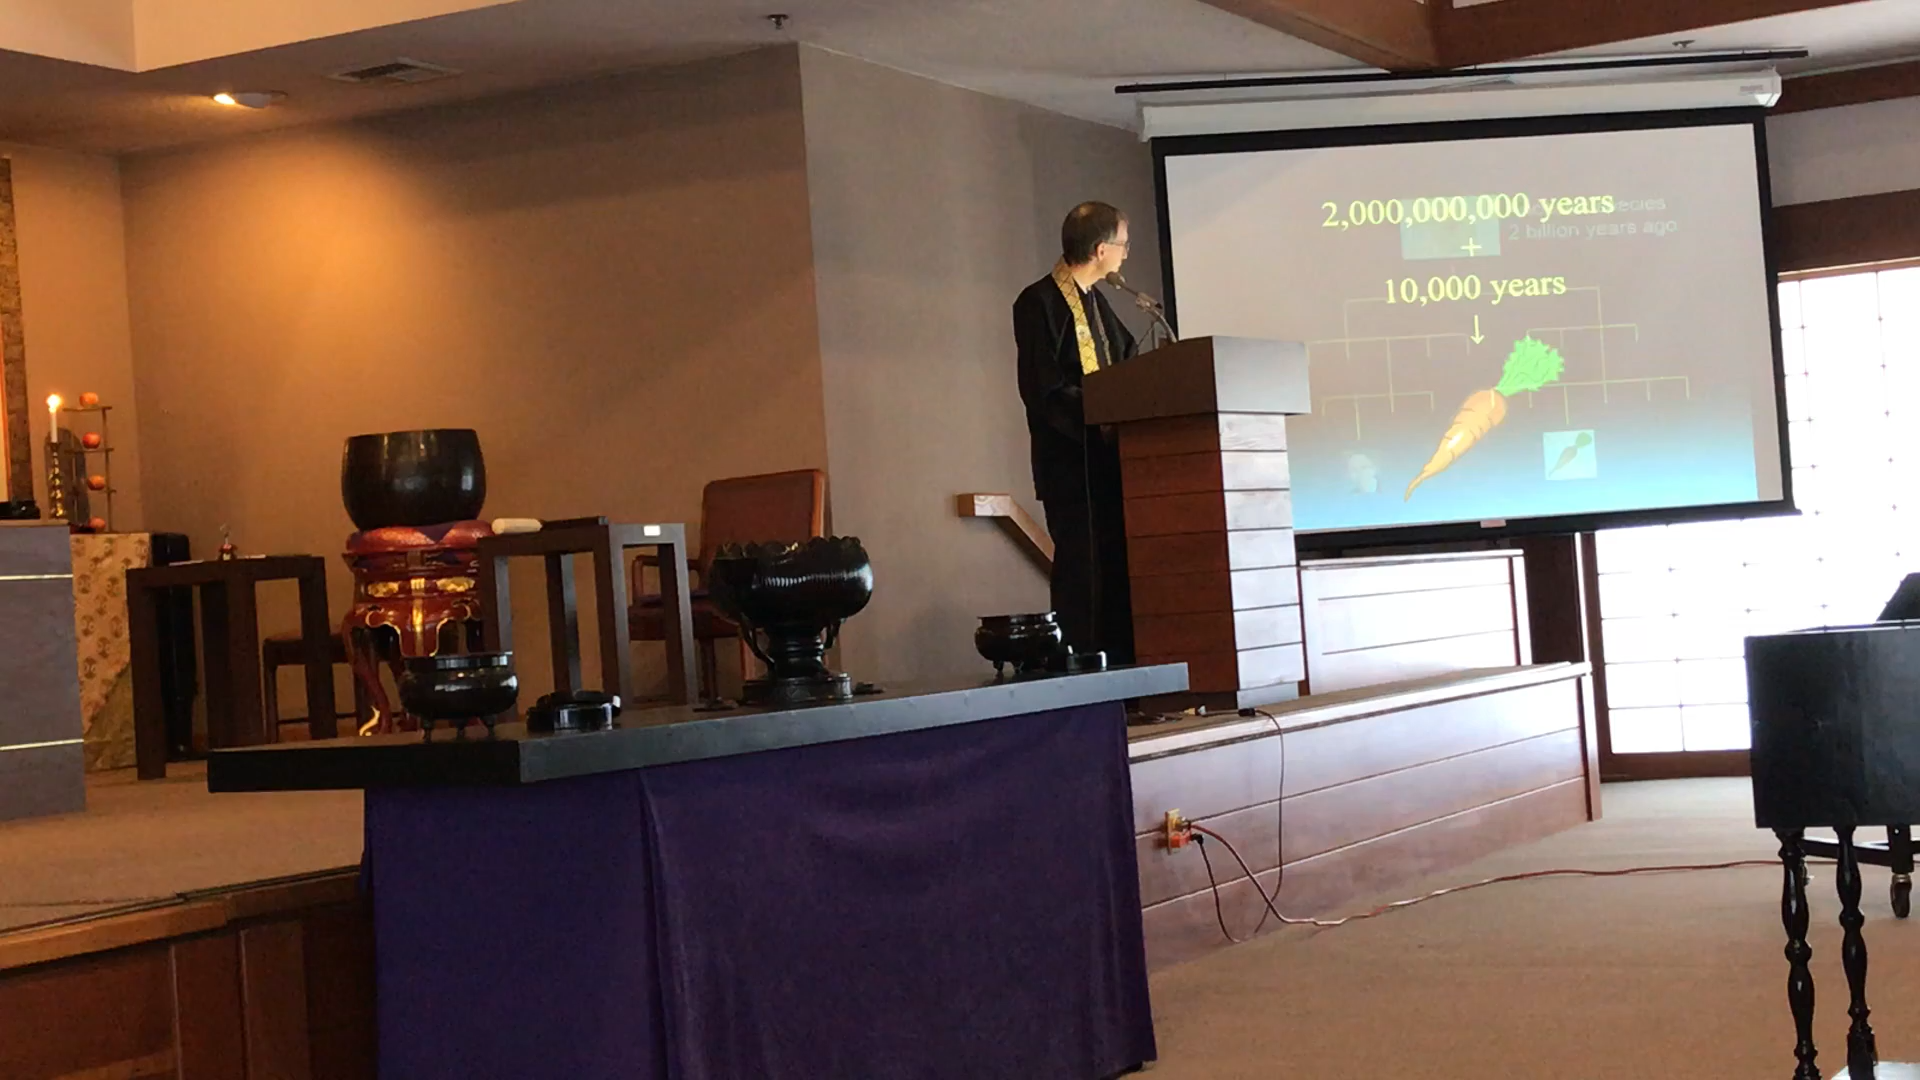 2,000,000,000 years
2 billion years ago
+
10,000 years
↓